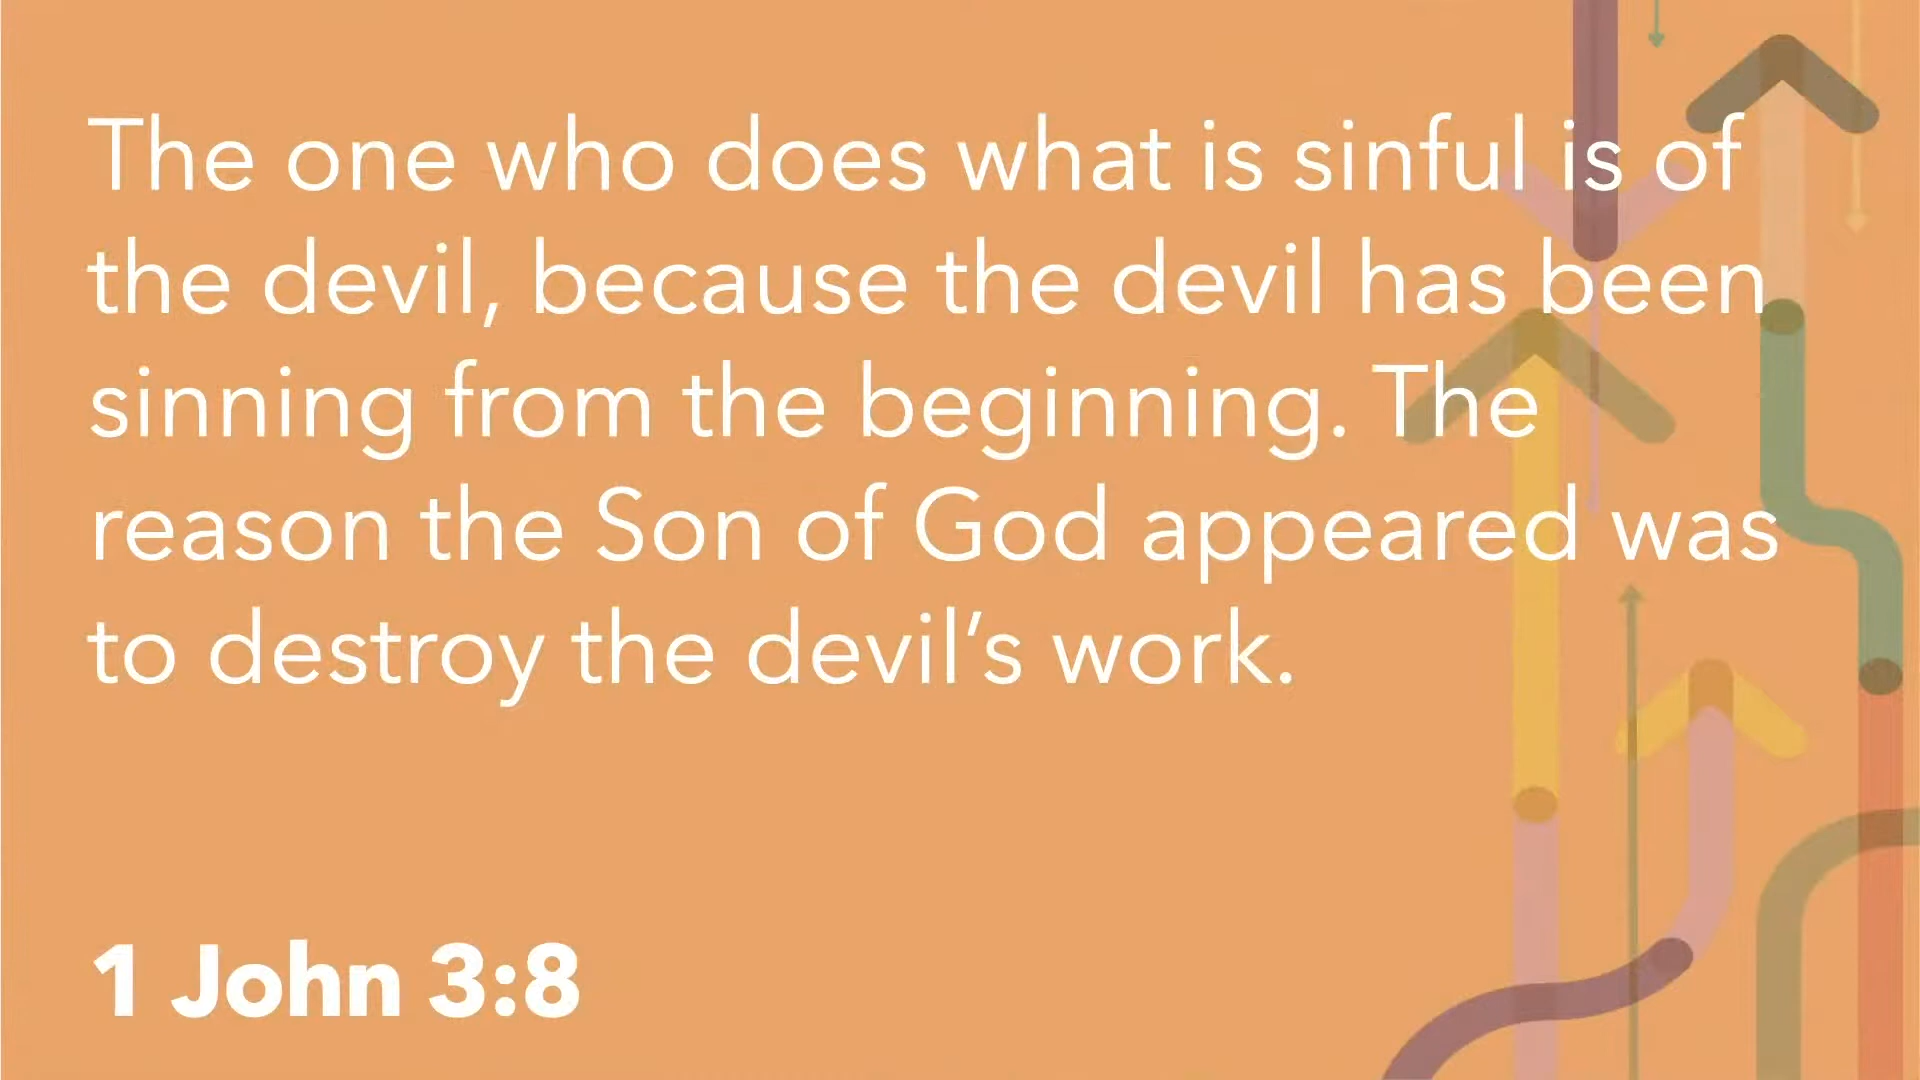 The one who does what is sinful is of
the devil, because the devil has been
sinning from the beginning. The
reason the Son of God appeared was
to destroy the devil’s work.
1 John 3:8